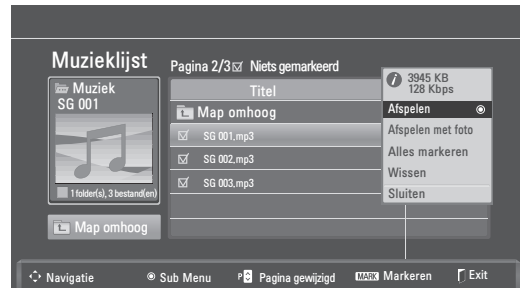 Muzieklijst
Pagina 2/3 Niets gemarkeerd
Muziek
SG 001
1 folder(s), 3 bestand(en)
Map omhoog
Titel
Map omhoog
SG 001.mp3
SG 002.mp3
SG 003.mp3
3945 KB
128 Kbps
Afspelen
Afspelen met foto
Alles markeren
Wissen
Sluiten
Navigatie
Sub Menu
P Pagina gewijzigd
MARK Markeren
Exit